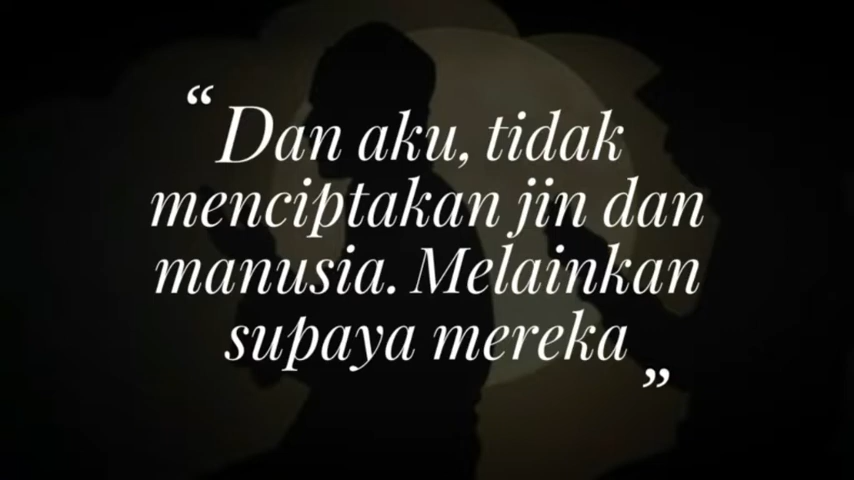 “Dan aku, tidak
menciptakan jin dan
manusia. Melainkan
supaya mereka”